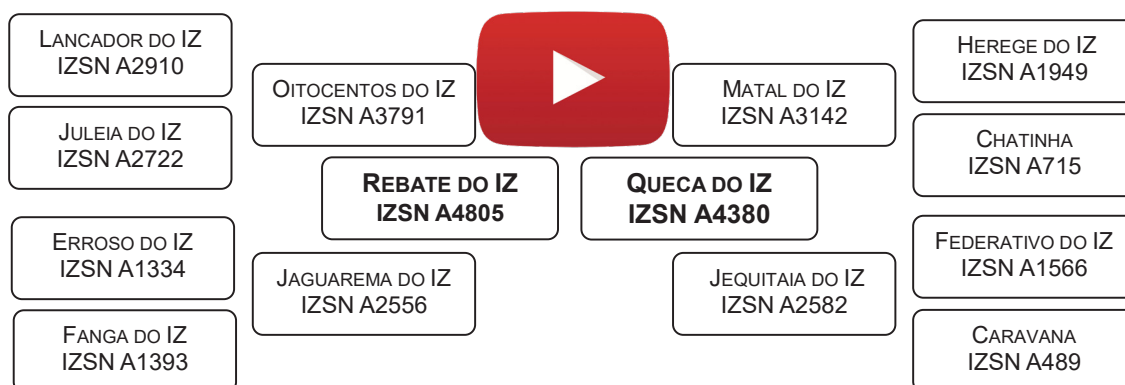 LANCADOR DO IZ
IZSN A2910
JULEIA DO IZ
IZSN A2722
ERROSO DO IZ
IZSN A1334
FANGA DO IZ
IZSN A1393
OITOCENTOS DO IZ
IZSN A3791
JAGUAREMA DO IZ
IZSN A2556
REBATE DO IZ
IZSN A4805
QUECA DO IZ
IZSN A4380
MATAL DO IZ
IZSN A3142
JEQUITAIA DO IZ
IZSN A2582
HEREGE DO IZ
IZSN A1949
CHATINHA
IZSN A715
FEDERATIVO DO IZ
IZSN A1566
CARAVANA
IZSN A489